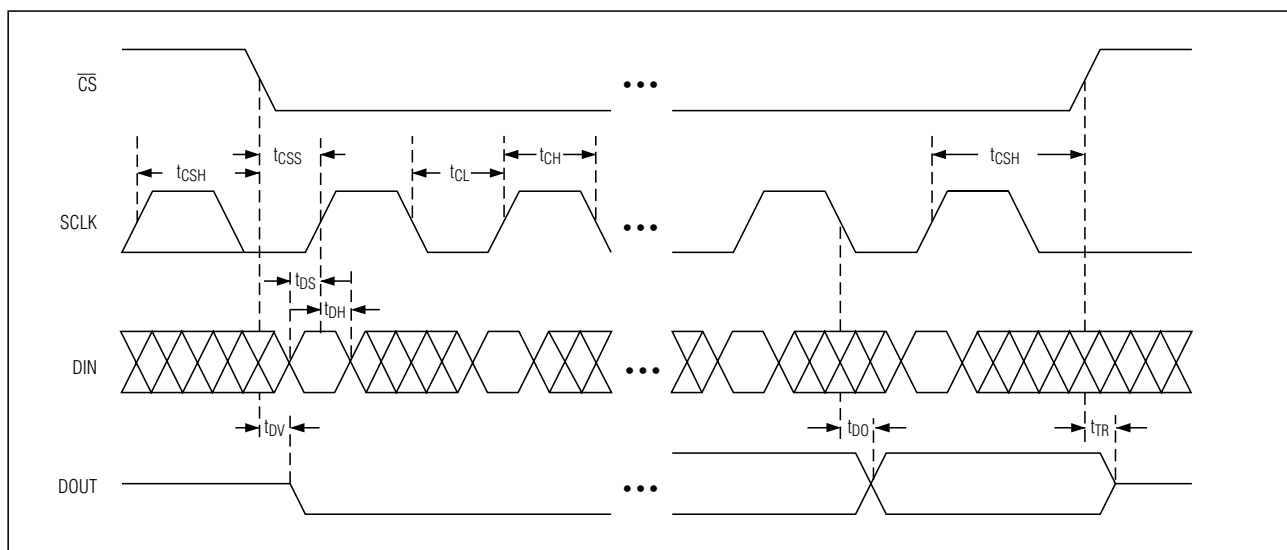 CS
tCSH
tCSS
tCL
tCH
tCSH
SCLK
tDS
tDH
DIN
tDV
tDO
tTR
DOUT